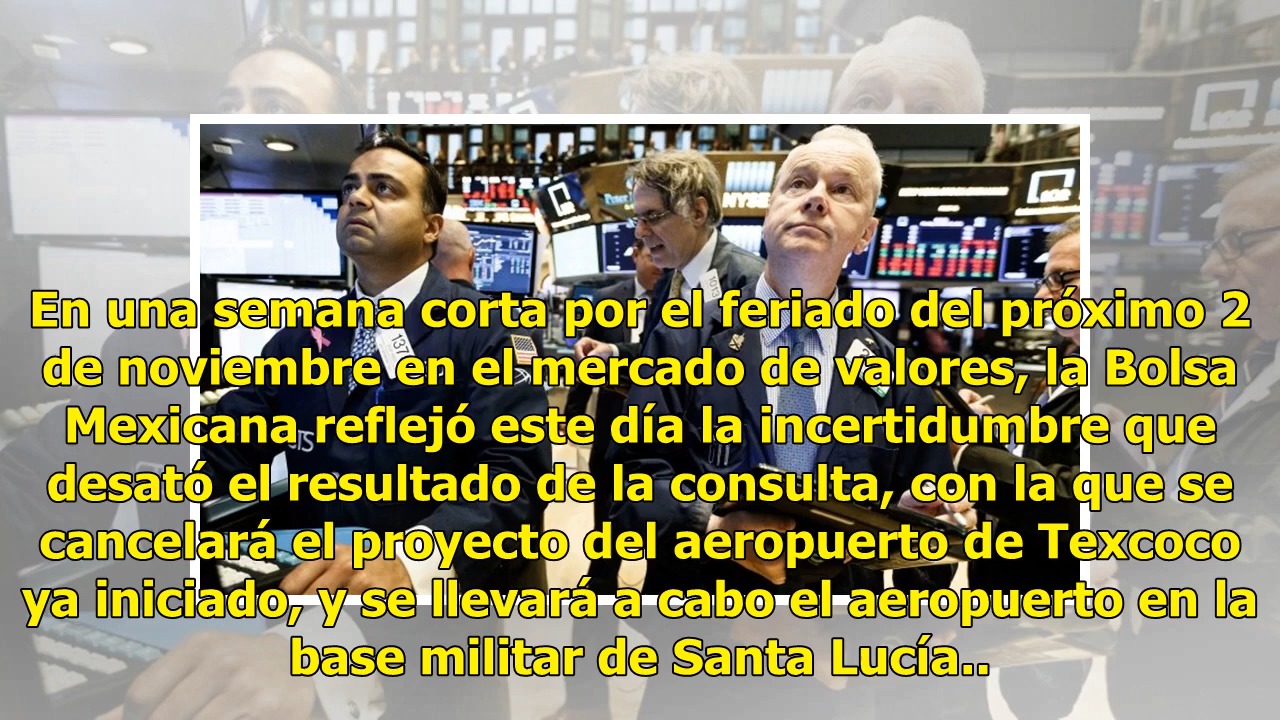 En una semana corta por el feriado del próximo 2
de noviembre en el mercado de valores, la Bolsa
Mexicana reflejó este día la incertidumbre que
desató el resultado de la consulta, con la que se
cancelará el proyecto del aeropuerto de Texcoco
ya iniciado, y se llevará a cabo el aeropuerto en la
base militar de Santa Lucía..
NYSE
137